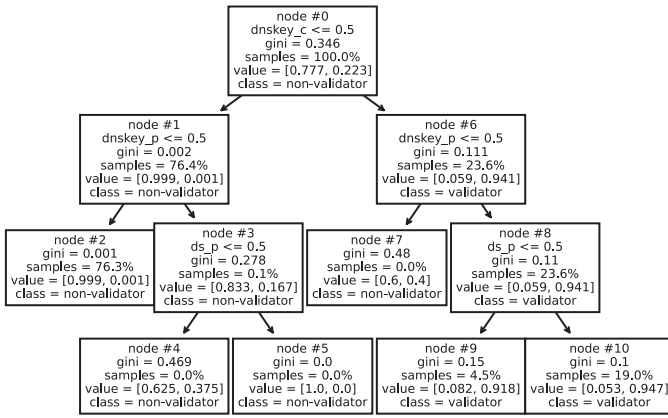 node #0
dnskey_c <= 0.5
gini = 0.346
samples = 100.0%
value = [0.777, 0.223]
class = non-validator
node #1
dnskey_p <= 0.5
gini = 0.002
samples = 76.4%
value = [0.999, 0.001]
class = non-validator
node #6
dnskey_p <= 0.5
gini = 0.111
samples = 23.6%
value = [0.059, 0.941]
class = validator
node #2
gini = 0.001
samples = 76.3%
value = [0.999, 0.001]
class = non-validator
node #3
ds_p <= 0.5
gini = 0.278
samples = 0.1%
value = [0.833, 0.167]
class = non-validator
node #7
gini = 0.48
samples = 0.0%
value = [0.6, 0.4]
class = non-validator
node #8
ds_p <= 0.5
gini = 0.11
samples = 23.6%
value = [0.059, 0.941]
class = validator
node #4
gini = 0.469
samples = 0.0%
value = [0.625, 0.375]
class = non-validator
node #5
gini = 0.0
samples = 0.0%
value = [1.0, 0.0]
class = non-validator
node #9
gini = 0.15
samples = 4.5%
value = [0.082, 0.918]
class = validator
node #10
gini = 0.1
samples = 19.0%
value = [0.053, 0.947]
class = validator